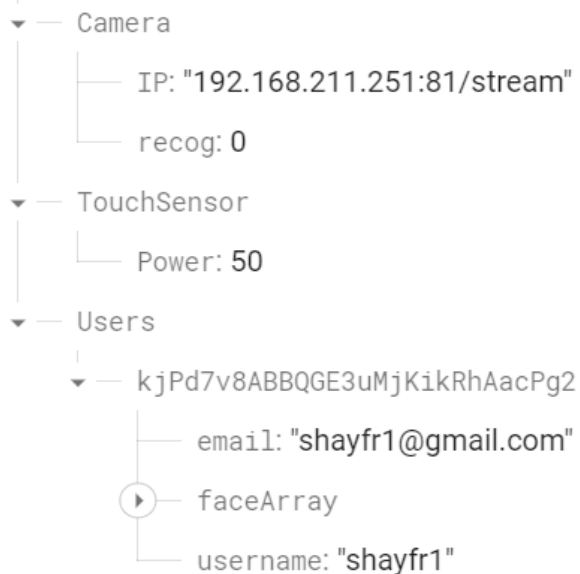 Camera
IP: "192.168.211.251:81/stream"
recog: 0
TouchSensor
Power: 50
Users
kjPd7v8ABBQGE3uMjKikRhAacPg2
email: "shayfr1@gmail.com"
faceArray
username: "shayfr1"